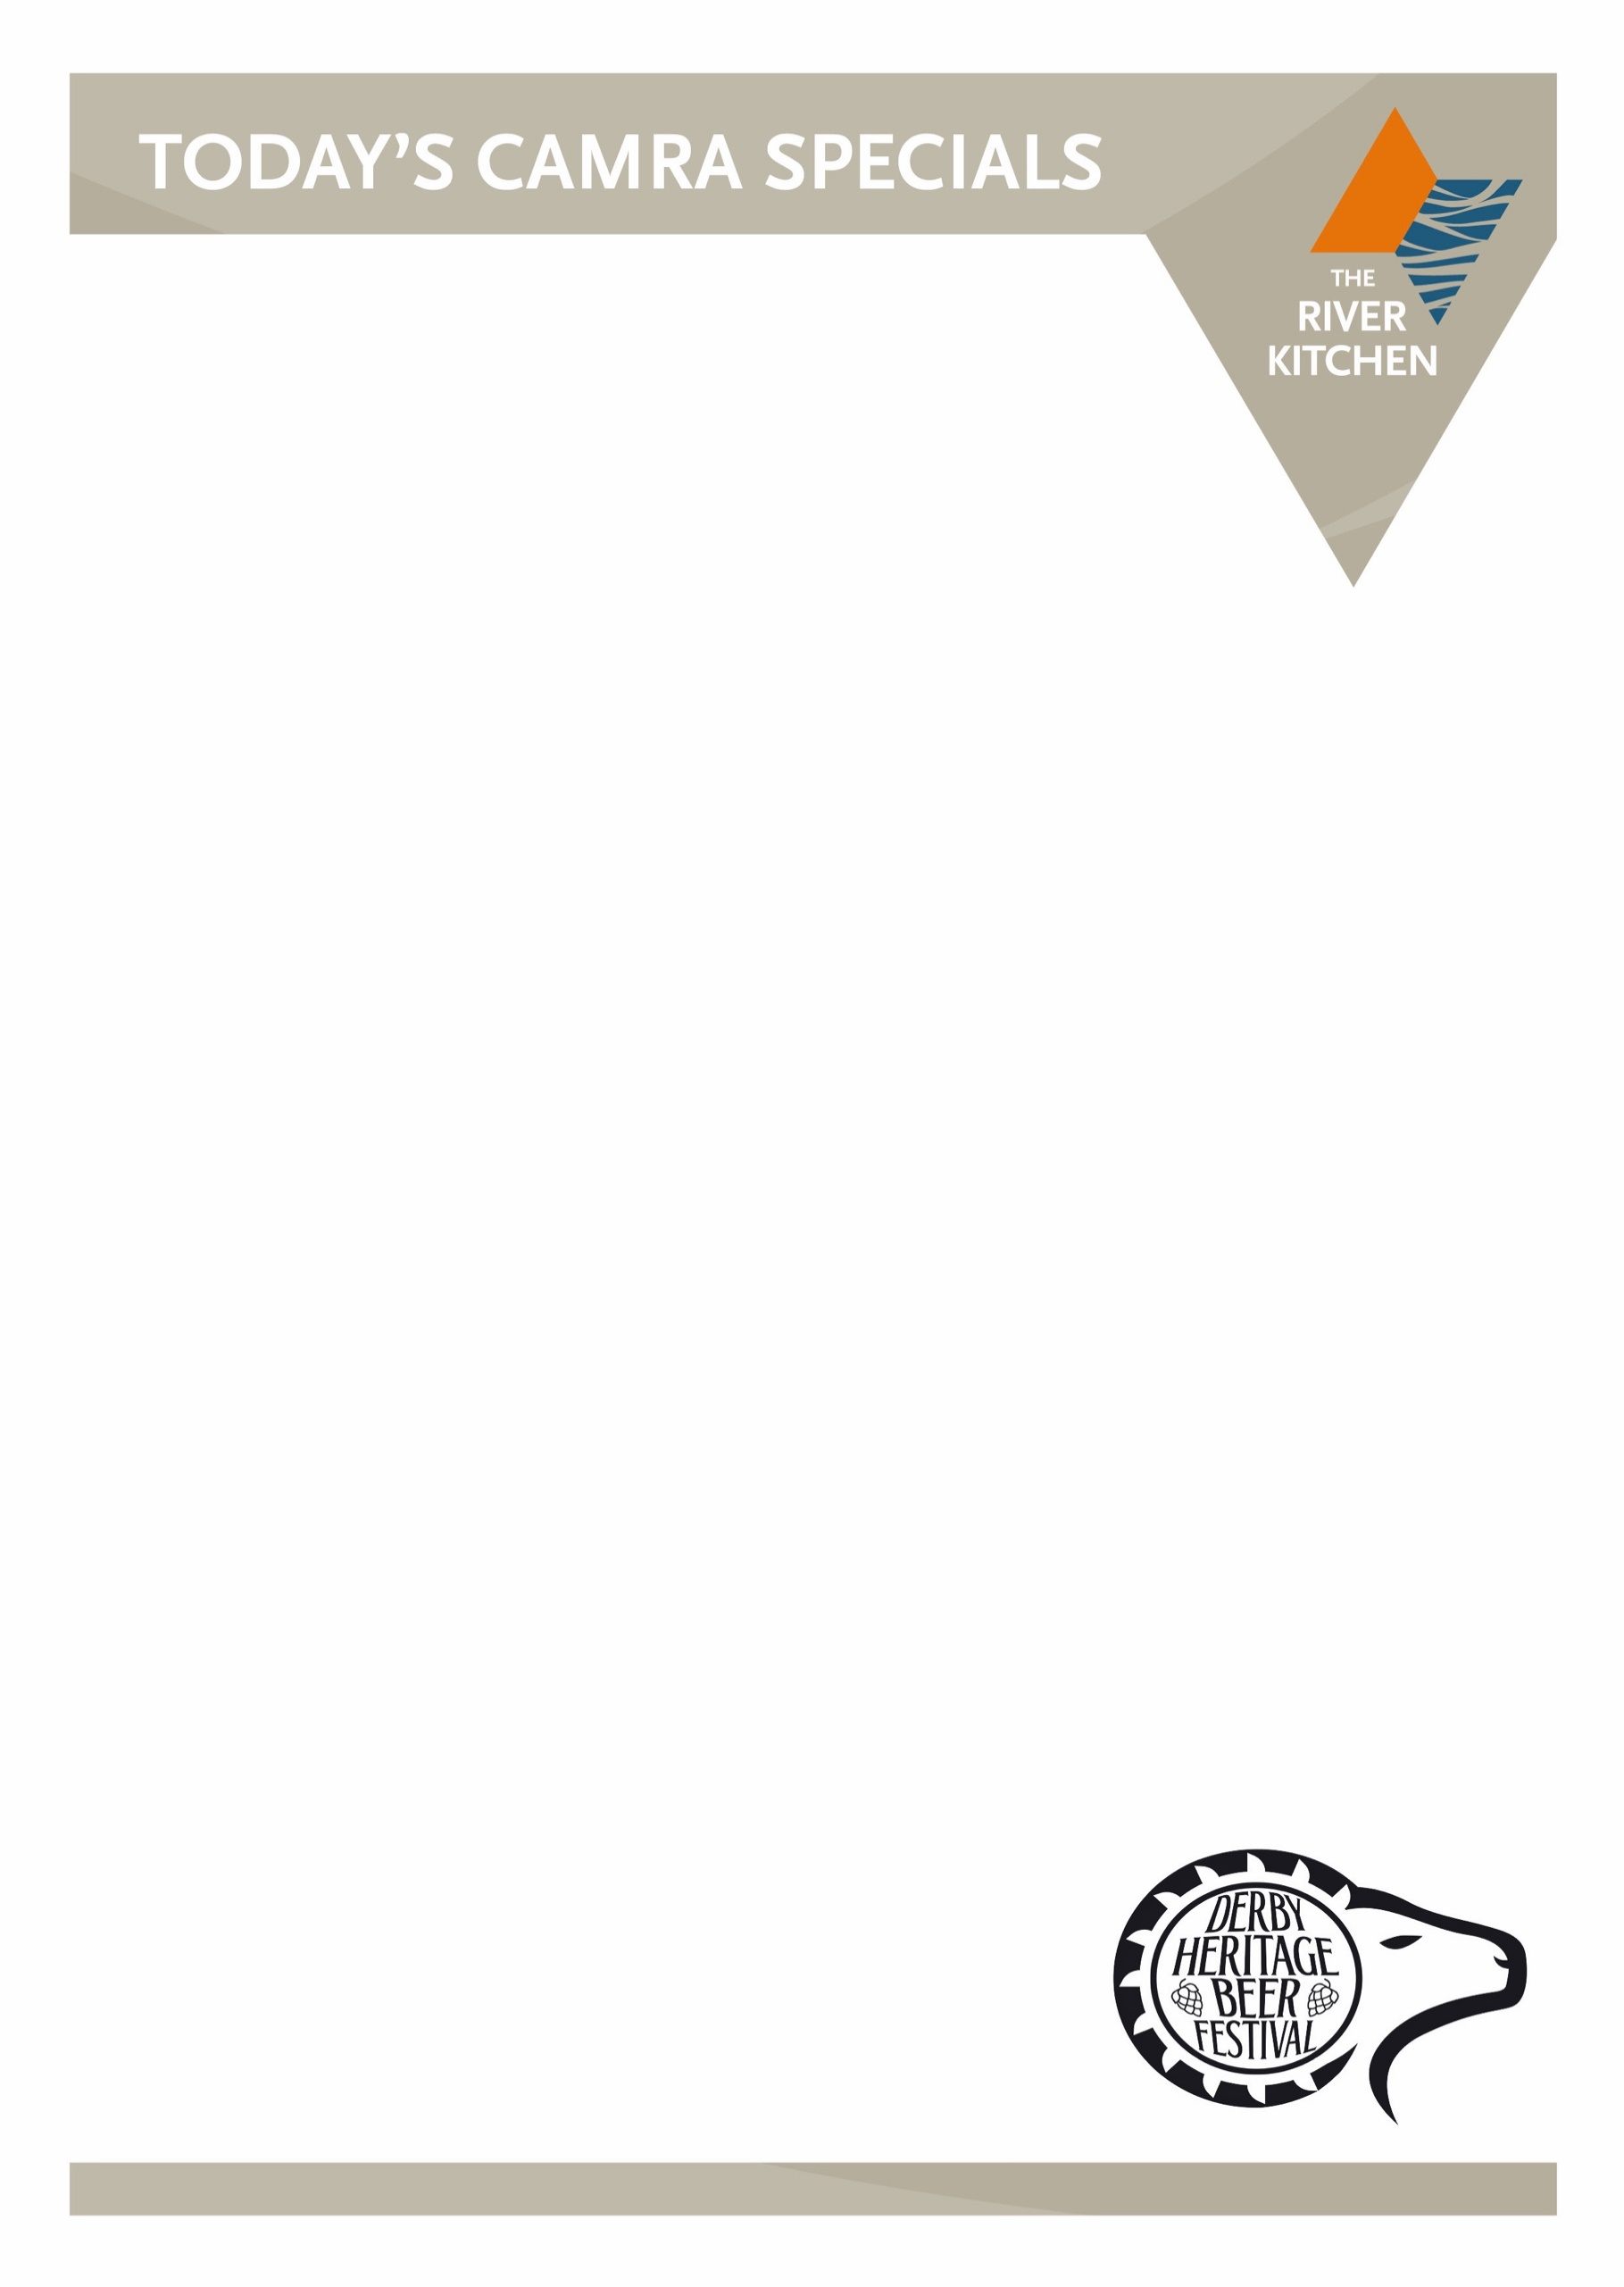 TODAY'S CAMRA SPECIALS
THE
RIVER
KITCHEN
DERBY
HERITAGE
BEER
FESTIVAL